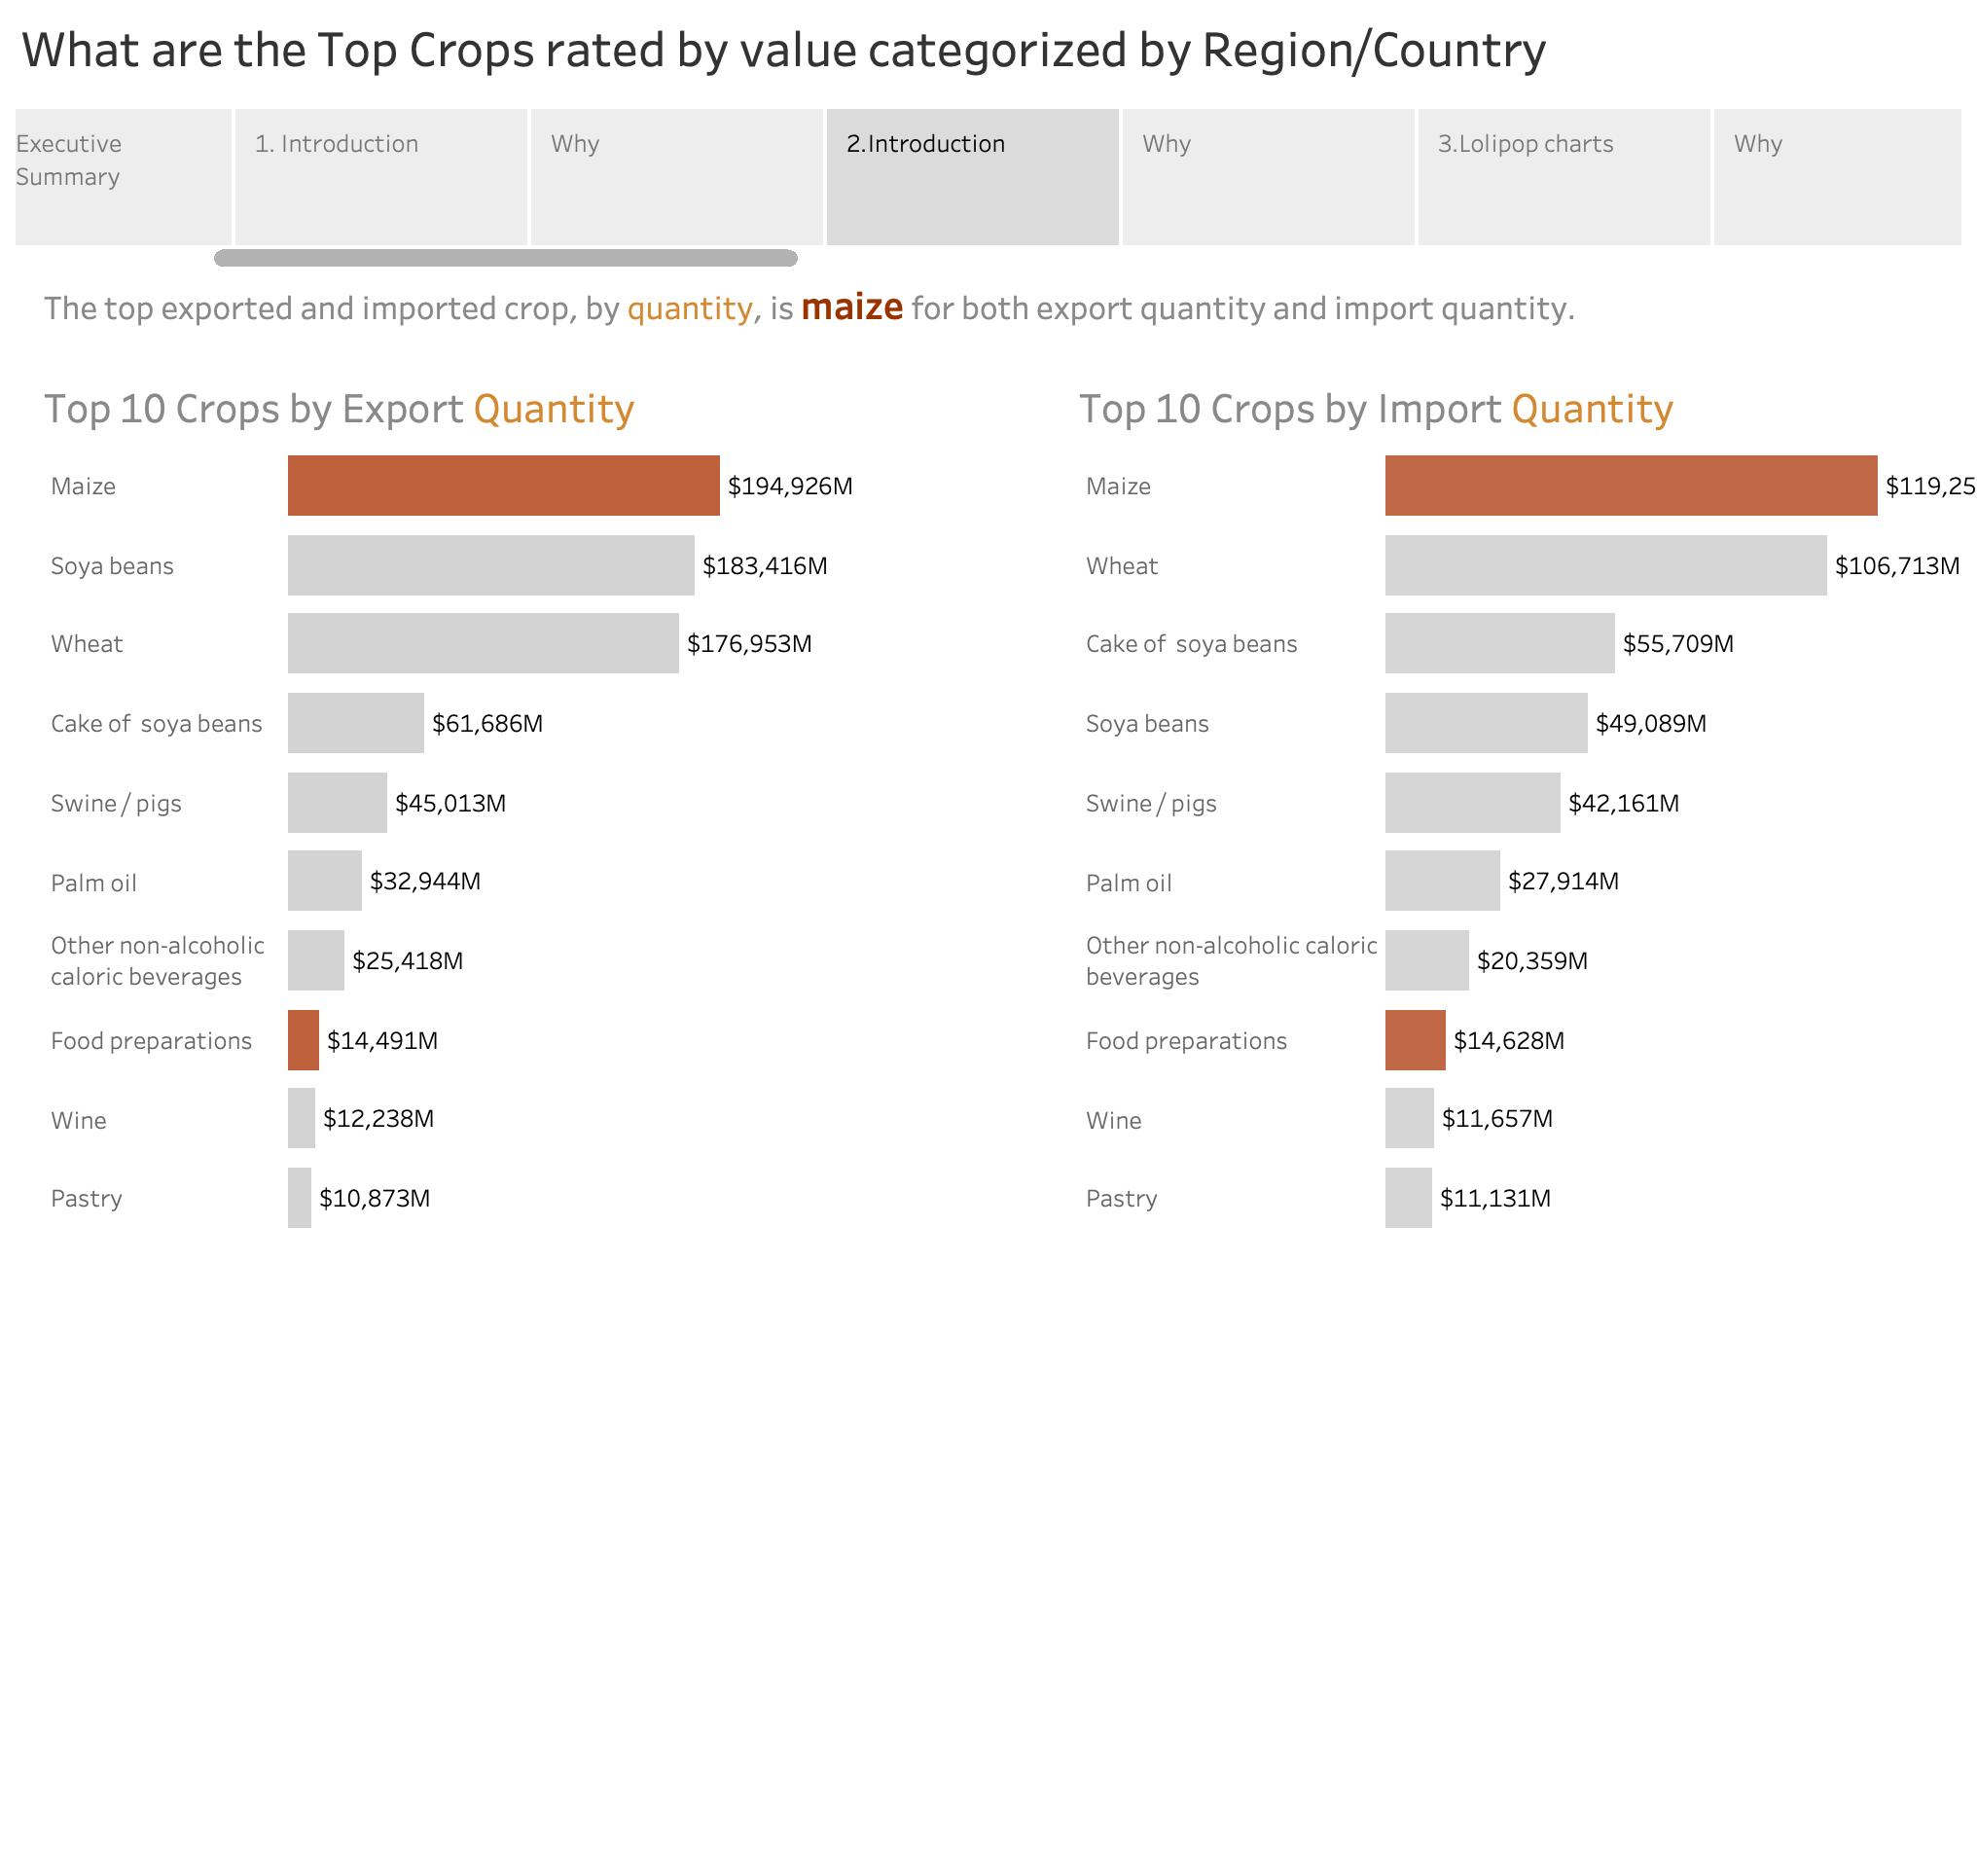 What are the Top Crops rated by value categorized by Region/Country
Executive
Summary
1. Introduction
Why
2.Introduction
Why
3.Lolipop charts
Why
The top exported and imported crop, by quantity, is maize for both export quantity and import quantity.
Top 10 Crops by Export Quantity
Maize $194,926M
Soya beans $183,416M
Wheat $176,953M
Cake of  soya beans $61,686M
Swine / pigs $45,013M
Palm oil $32,944M
Other non-alcoholic
caloric beverages $25,418M
Food preparations $14,491M
Wine $12,238M
Pastry $10,873M
Top 10 Crops by Import Quantity
Maize $119,25
Wheat $106,713M
Cake of  soya beans $55,709M
Soya beans $49,089M
Swine / pigs $42,161M
Palm oil $27,914M
Other non-alcoholic caloric
beverages $20,359M
Food preparations $14,628M
Wine $11,657M
Pastry $11,131M